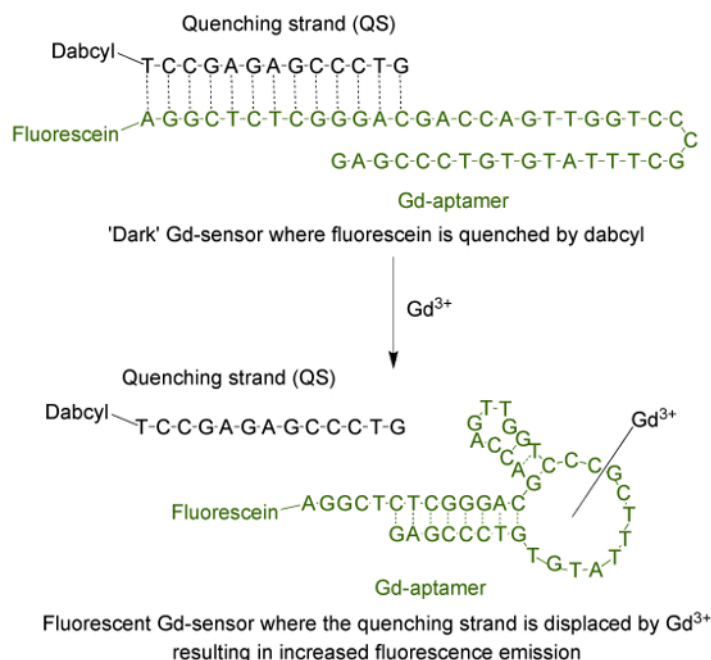 Quenching strand (QS)
Dabcyl
T-C-C-G-A-G-A-G-C-C-C-T-G
Fluorescein
A-G-G-C-T-C-T-C-G-G-G-A-C-G-A-C-C-A-G-T-T-G-G-T-C-C
C
G-A-G-C-C-C-T-G-T-G-T-A-T-T-T-C-G
Gd-aptamer
'Dark' Gd-sensor where fluorescein is quenched by dabcyl
Gd3+
Quenching strand (QS)
Dabcyl
T-C-C-G-A-G-A-G-C-C-C-T-G
Gd3+
Fluorescein
A-G-G-C-T-C-T-C-G-G-G-A-C-G-A-C-C-A-G-T-T-G-G-T-C-C-C-G-C-T-T-T-A-T-G-T-G-T-C-C-C-G-A-G
Gd-aptamer
Fluorescent Gd-sensor where the quenching strand is displaced by Gd3+
resulting in increased fluorescence emission